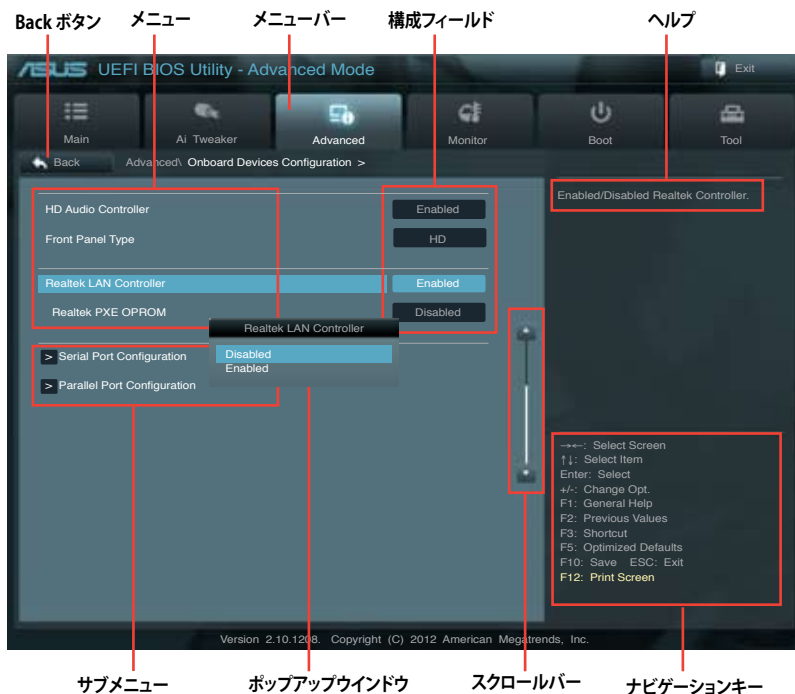 Back ボタン メニュー メニューバー 構成フィールド ヘルプ
ASUS UEFI BIOS Utility - Advanced Mode Exit
Main Ai Tweaker Advanced Monitor Boot Tool
Back Advanced\ Onboard Devices Configuration >
Enabled/Disabled Realtek Controller.
HD Audio Controller Enabled
Front Panel Type HD
Realtek LAN Controller Enabled
Realtek PXE OPROM Disabled
Realtek LAN Controller
Disabled
Enabled
> Serial Port Configuration
> Parallel Port Configuration
→←: Select Screen
↑↓: Select Item
Enter: Select
+/-: Change Opt.
F1: General Help
F2: Previous Values
F3: Shortcut
F5: Optimized Defaults
F10: Save ESC: Exit
F12: Print Screen
Version 2.10.1208. Copyright (C) 2012 American Megatrends, Inc.
サブメニュー ポップアップウインドウ スクロールバー ナビゲーションキー